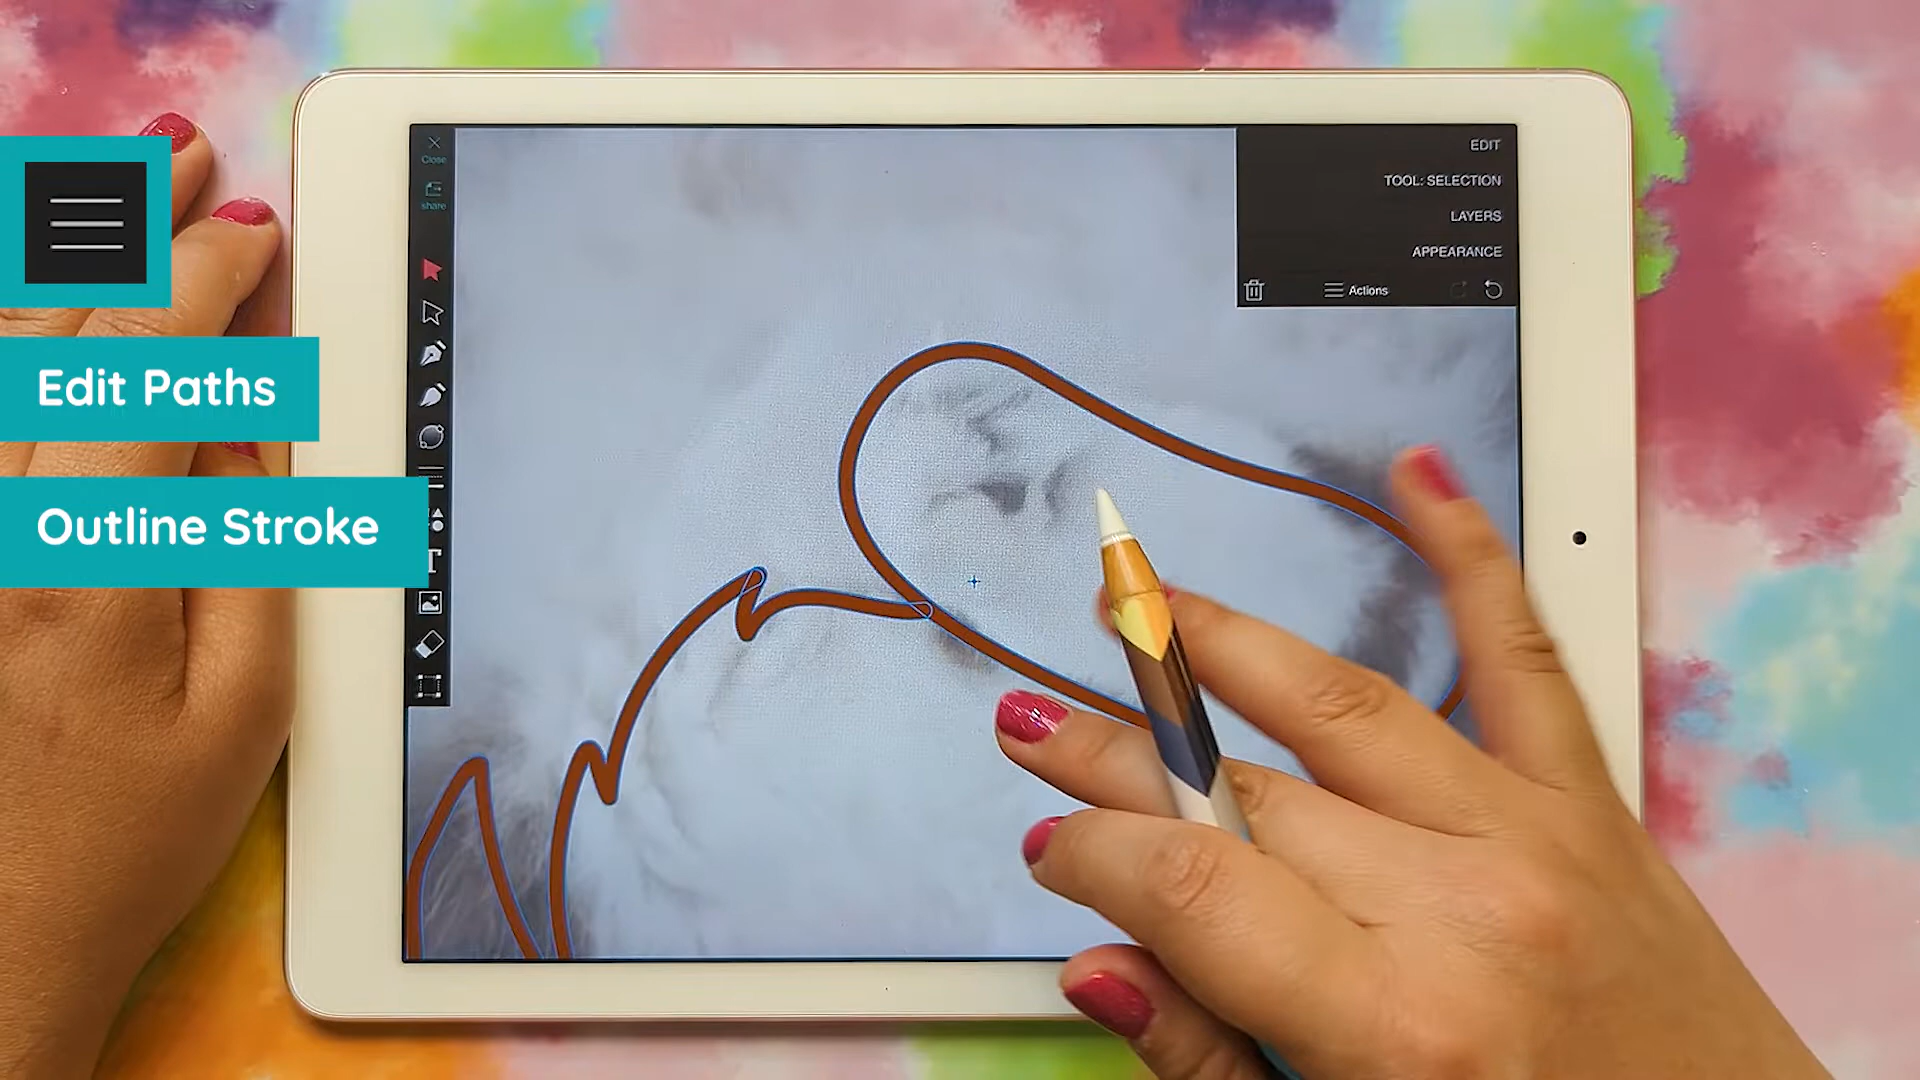 Close
share
EDIT
TOOL: SELECTION
LAYERS
APPEARANCE
Actions
Edit Paths
Outline Stroke
T